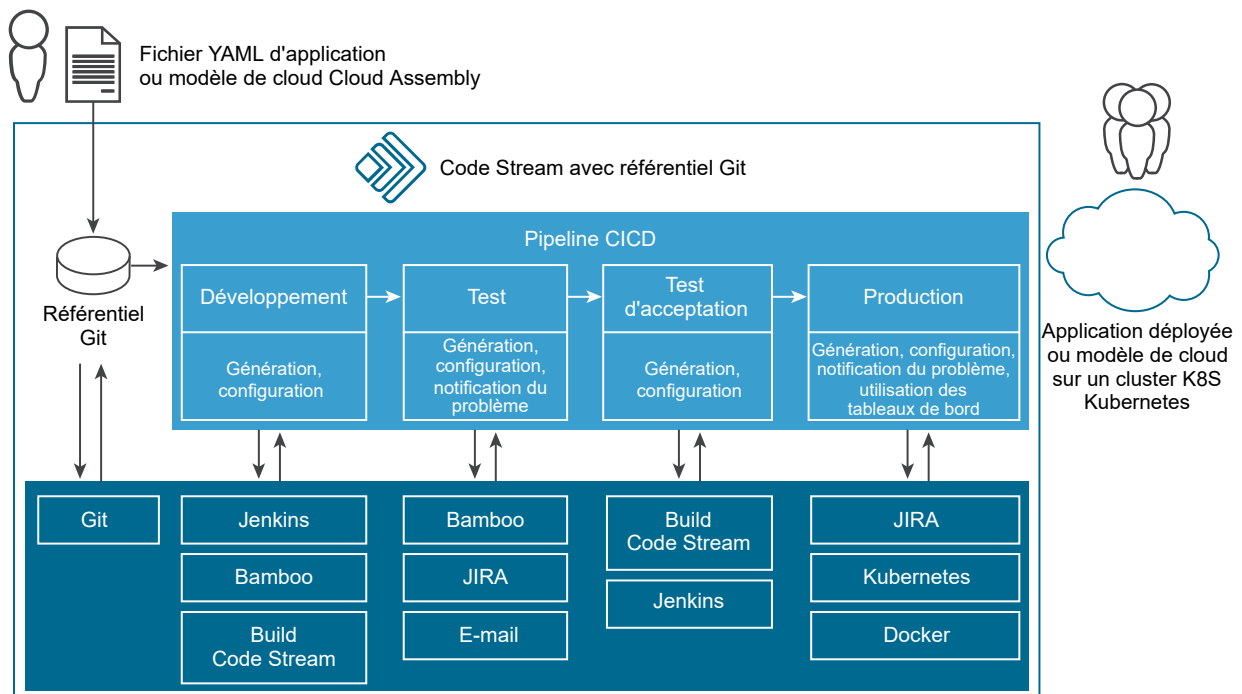 Fichier YAML d'application
ou modèle de cloud Cloud Assembly
Code Stream avec référentiel Git
Pipeline CICD
Référentiel
Git
Développement
Génération,
configuration
Test
Génération,
configuration,
notification du
problème
Test
d'acceptation
Génération,
configuration
Production
Génération, configuration,
notification du problème,
utilisation des
tableaux de bord
Application déployée
ou modèle de cloud
sur un cluster K8S
Kubernetes
Git
Jenkins
Bamboo
Build
Code Stream
Bamboo
JIRA
E-mail
Build
Code Stream
Jenkins
JIRA
Kubernetes
Docker